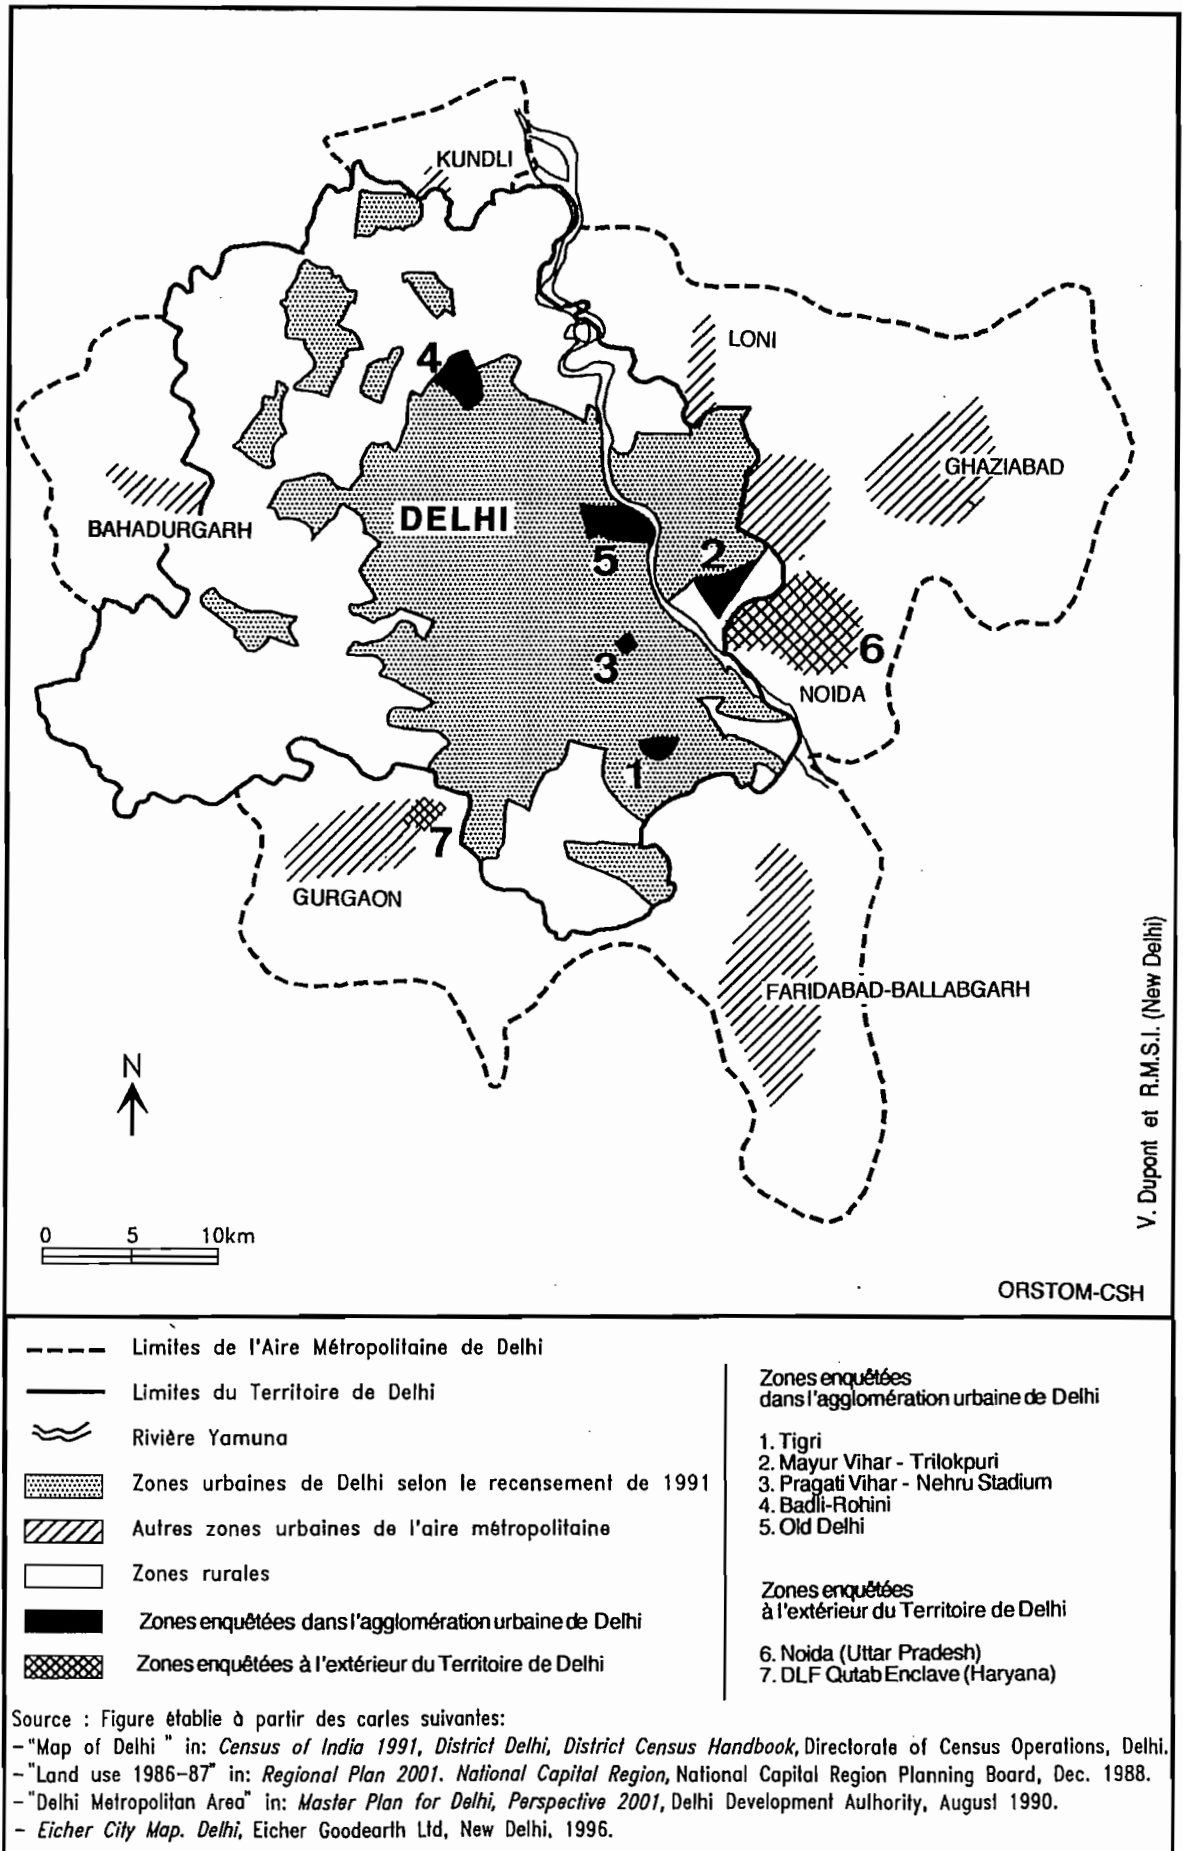 KUNDLI
LONI
4
GHAZIABAD
DELHI
BAHADURGARH
5
2
6
3
NOIDA
1
7
GURGAON
FARIDABAD-BALLABGARH
N
0 5 10km
V. Dupont et R.M.S.I. (New Delhi)
ORSTOM-CSH
Limites de l'Aire Métropolitaine de Delhi
Limites du Territoire de Delhi
Rivière Yamuna
Zones urbaines de Delhi selon le recensement de 1991
Autres zones urbaines de l'aire métropolitaine
Zones rurales
Zones enquêtées dans l'agglomération urbaine de Delhi
Zones enquêtées à l'extérieur du Territoire de Delhi
Zones enquêtées
dans l'agglomération urbaine de Delhi
1. Tigri
2. Mayur Vihar - Trilokpuri
3. Pragati Vihar - Nehru Stadium
4. Badli-Rohini
5. Old Delhi
Zones enquêtées
à l'extérieur du Territoire de Delhi
6. Noida (Uttar Pradesh)
7. DLF Qutab Enclave (Haryana)
Source : Figure établie à partir des carles suivantes:
- "Map of Delhi " in: Census of India 1991, District Delhi, District Census Handbook, Directorate of Census Operations, Delhi.
- "Land use 1986-87" in: Regional Plan 2001. National Capital Region, National Capital Region Planning Board, Dec. 1988.
- "Delhi Metropolitan Area" in: Master Plan for Delhi, Perspective 2001, Delhi Development Aulhority, August 1990.
- Eicher City Map. Delhi, Eicher Goodearth Ltd, New Delhi, 1996.